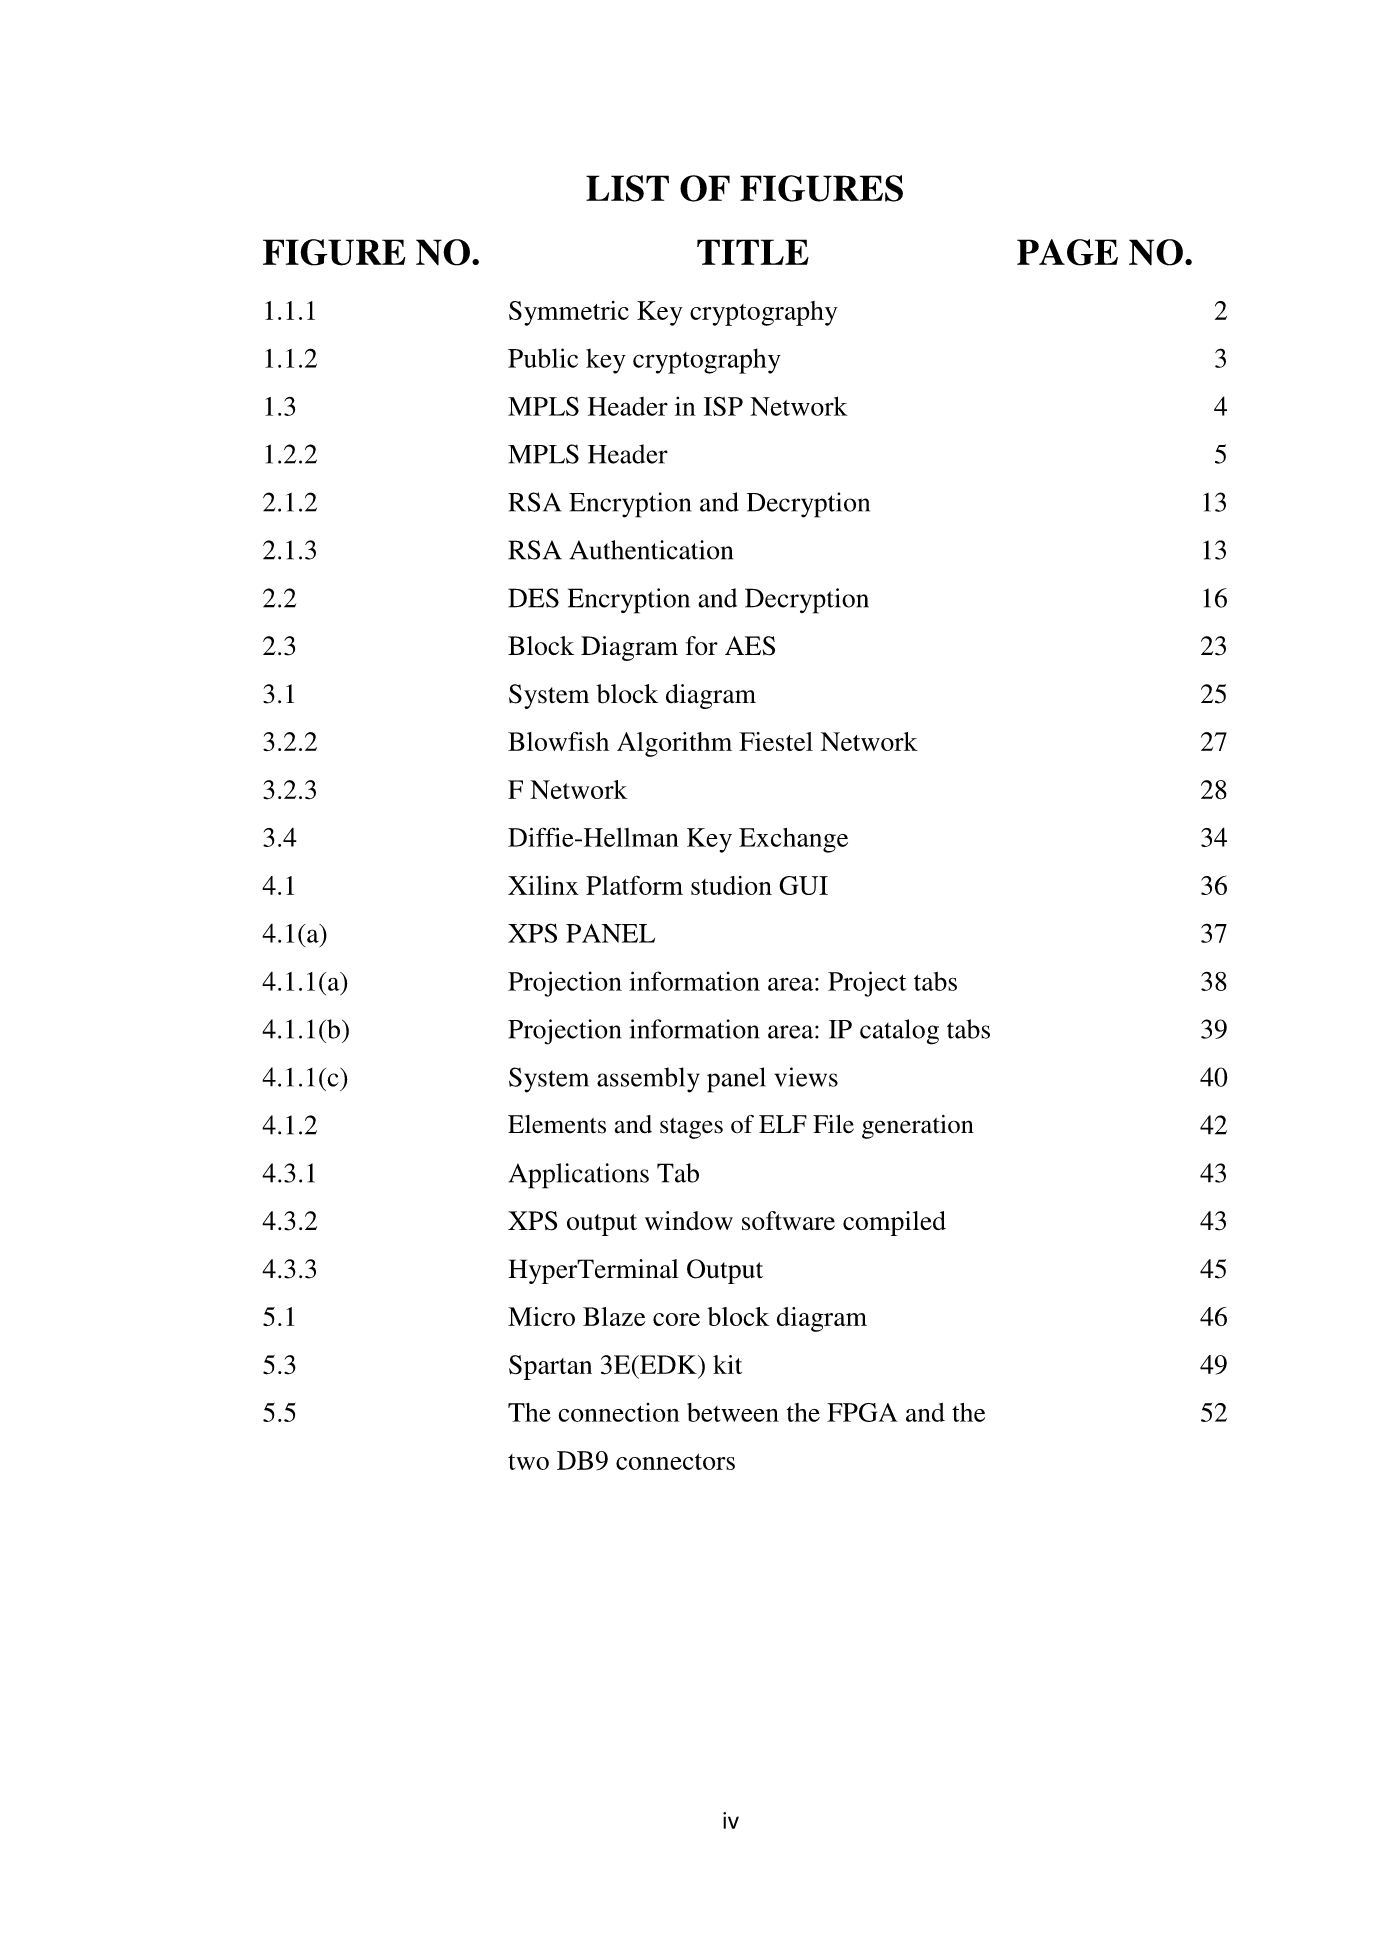 LIST OF FIGURES
FIGURE NO. TITLE PAGE NO.
1.1.1 Symmetric Key cryptography 2
1.1.2 Public key cryptography 3
1.3 MPLS Header in ISP Network 4
1.2.2 MPLS Header 5
2.1.2 RSA Encryption and Decryption 13
2.1.3 RSA Authentication 13
2.2 DES Encryption and Decryption 16
2.3 Block Diagram for AES 23
3.1 System block diagram 25
3.2.2 Blowfish Algorithm Fiestel Network 27
3.2.3 F Network 28
3.4 Diffie-Hellman Key Exchange 34
4.1 Xilinx Platform studion GUI 36
4.1(a) XPS PANEL 37
4.1.1(a) Projection information area: Project tabs 38
4.1.1(b) Projection information area: IP catalog tabs 39
4.1.1(c) System assembly panel views 40
4.1.2 Elements and stages of ELF File generation 42
4.3.1 Applications Tab 43
4.3.2 XPS output window software compiled 43
4.3.3 HyperTerminal Output 45
5.1 Micro Blaze core block diagram 46
5.3 Spartan 3E(EDK) kit 49
5.5 The connection between the FPGA and the 52
two DB9 connectors
iv